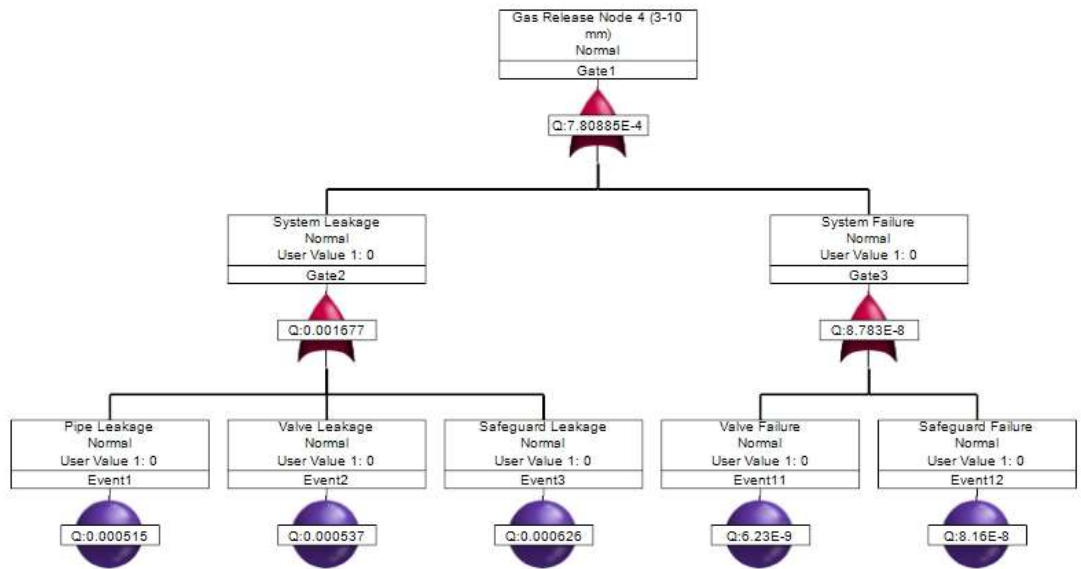 Gas Release Node 4 (3-10
mm)
Normal
Gate1
Q:7.80885E-4
System Leakage
Normal
User Value 1: 0
Gate2
Q:0.001677
System Failure
Normal
User Value 1: 0
Gate3
Q:8.783E-8
Pipe Leakage
Normal
User Value 1: 0
Event1
Q:0.000515
Valve Leakage
Normal
User Value 1: 0
Event2
Q:0.000537
Safeguard Leakage
Normal
User Value 1: 0
Event3
Q:0.000626
Valve Failure
Normal
User Value 1: 0
Event11
Q:6.23E-9
Safeguard Failure
Normal
User Value 1: 0
Event12
Q:8.16E-8